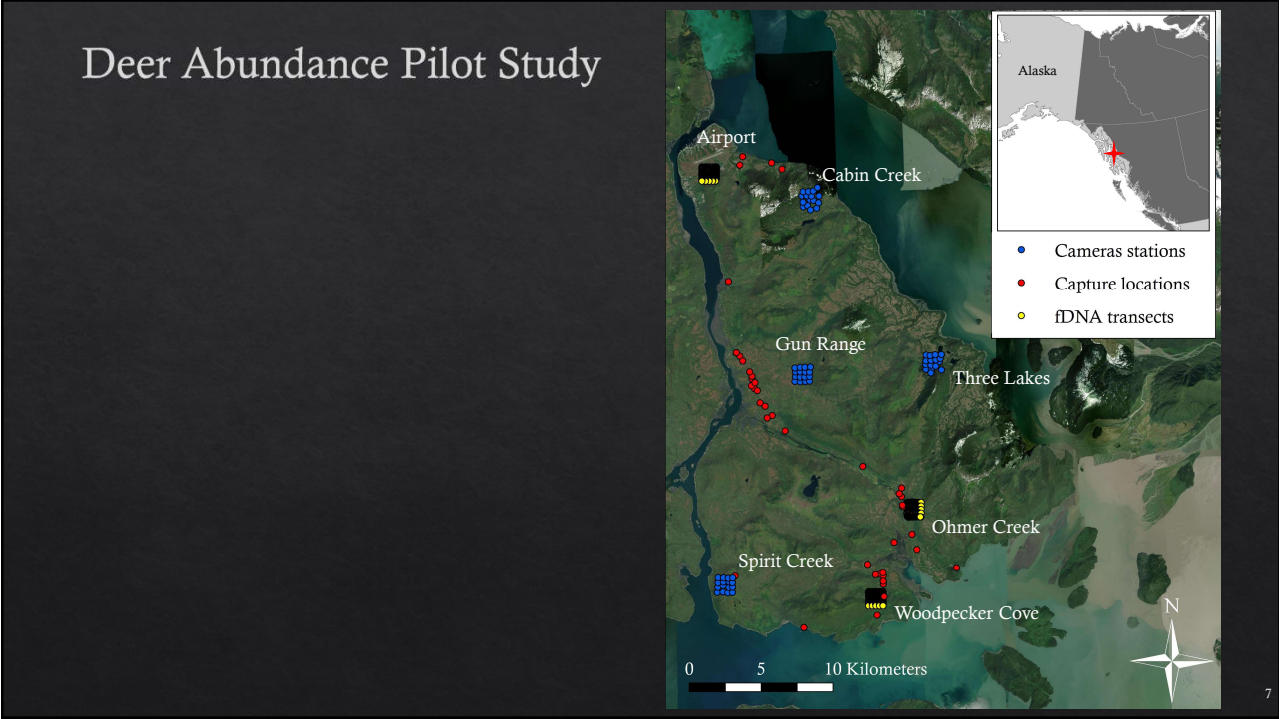 Deer Abundance Pilot Study
Alaska
Airport
Cabin Creek
Cameras stations
Capture locations
fDNA transects
Gun Range
Three Lakes
Ohmer Creek
Spirit Creek
Woodpecker Cove
N
0 5 10 Kilometers
7